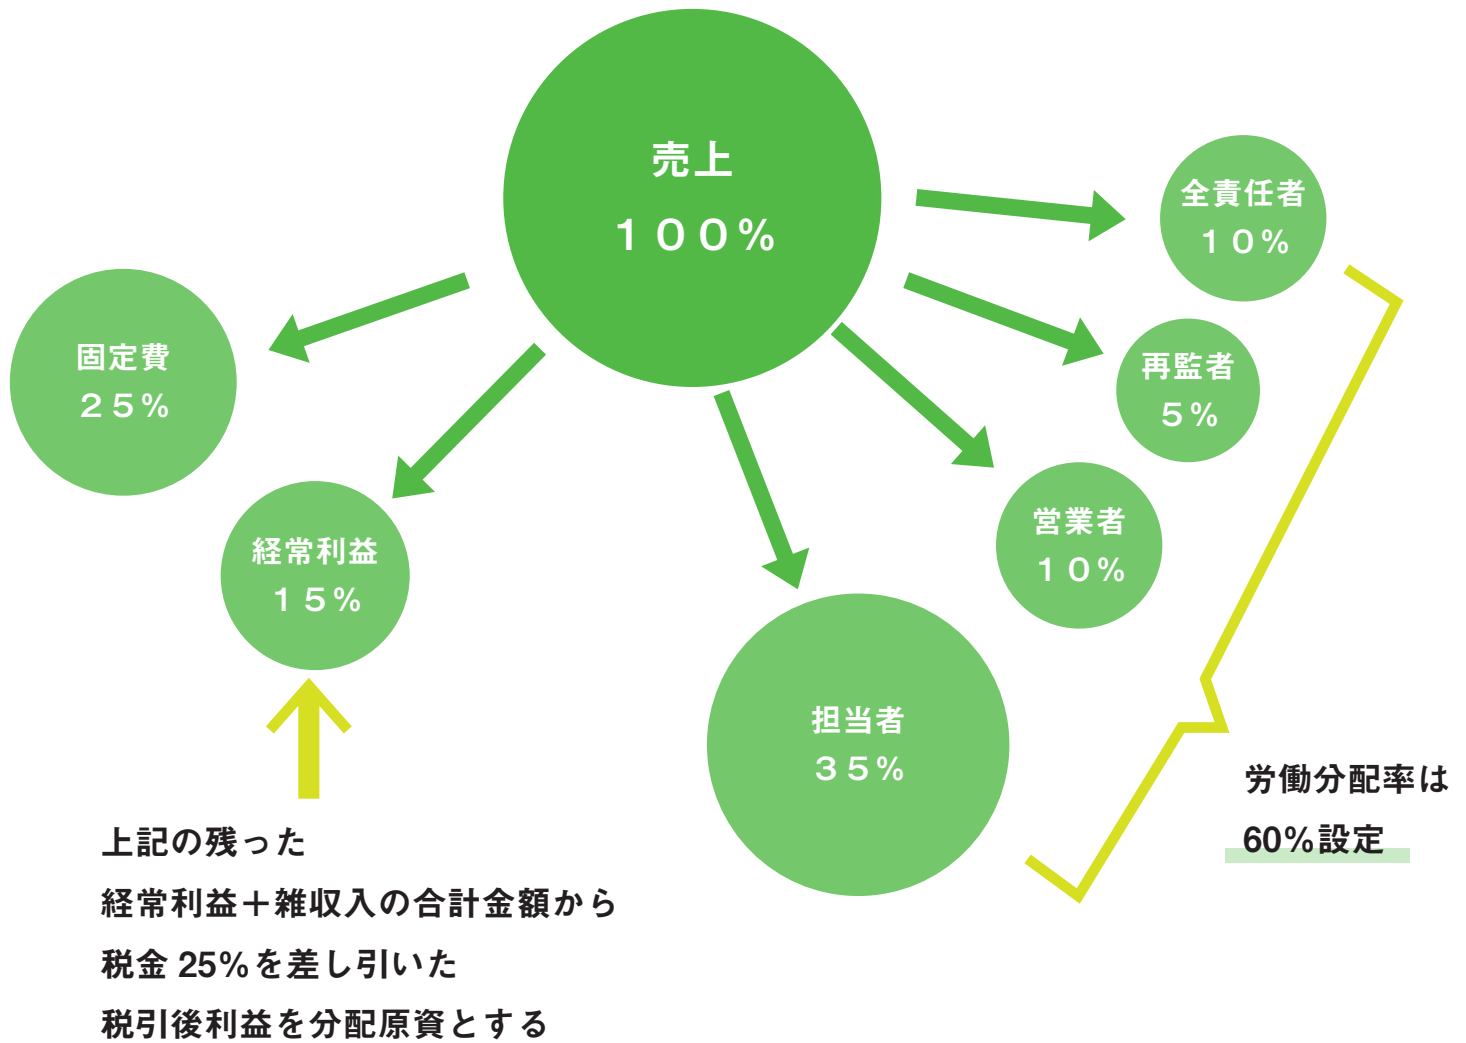 売上
１００%
全責任者
１０%
再監者
５%
営業者
１０%
担当者
３５%
固定費
２５%
経常利益
１５%
労働分配率は
60%設定
上記の残った
経常利益＋雑収入の合計金額から
税金 25%を差し引いた
税引後利益を分配原資とする